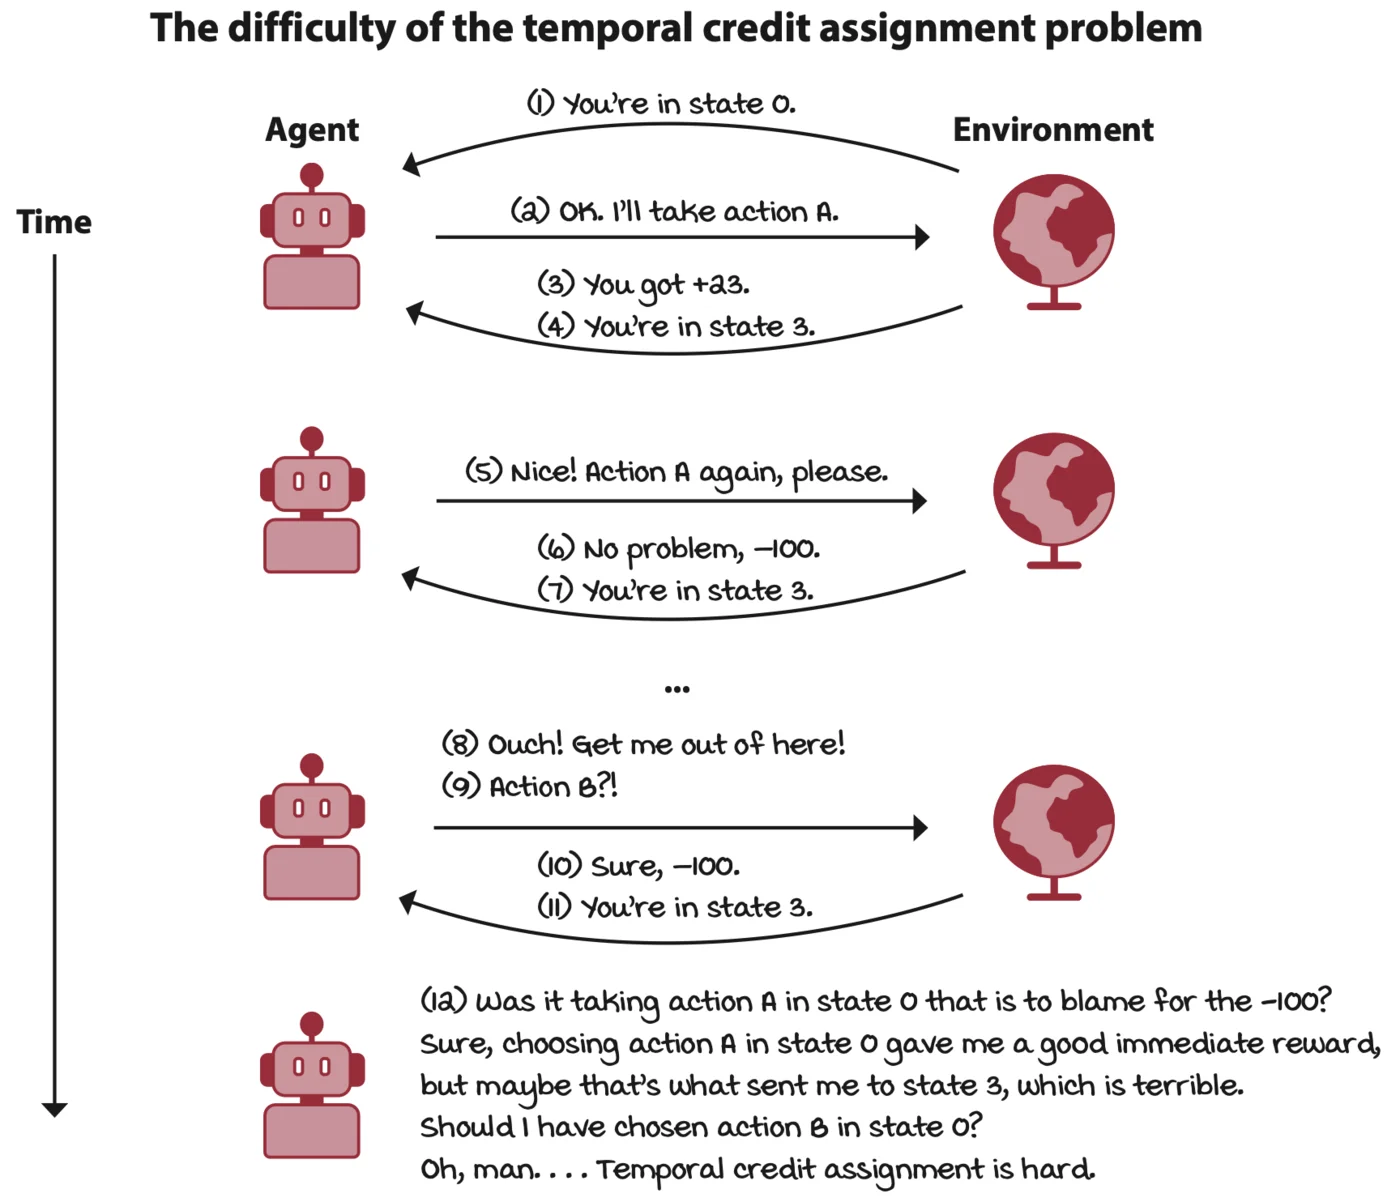 The difficulty of the temporal credit assignment problem
(1) You're in state 0.
Agent
Environment
Time
(2) OK. I'll take action A.
(3) You got +23.
(4) You're in state 3.
(5) Nice! Action A again, please.
(6) No problem, –100.
(7) You're in state 3.
...
(8) Ouch! Get me out of here!
(9) Action B?!
(10) Sure, –100.
(11) You're in state 3.
(12) Was it taking action A in state 0 that is to blame for the –100?
Sure, choosing action A in state 0 gave me a good immediate reward,
but maybe that's what sent me to state 3, which is terrible.
Should I have chosen action B in state 0?
Oh, man. . . . Temporal credit assignment is hard.